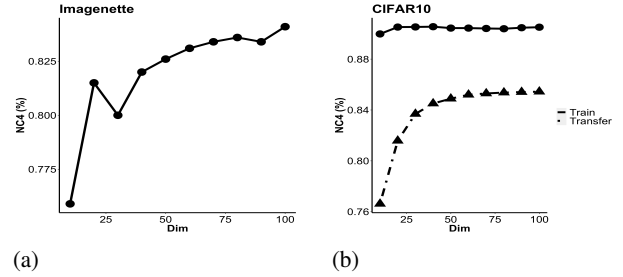 Imagenette
NC4 (%)
0.825
0.800
0.775
25
50
75
100
Dim
(a)
CIFAR10
NC4 (%)
0.88
0.84
0.80
0.76
25
50
75
100
Dim
Train
Transfer
(b)